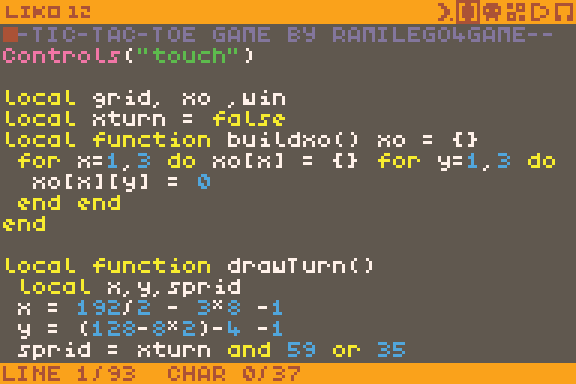 LIKO 12
--TIC-TAC-TOE GAME BY RAMILEGO4GAME--
Controls("touch")
local grid, xo ,win
local xturn = false
local function buildxo() xo = {}
 for x=1,3 do xo[x] = {} for y=1,3 do
  xo[x][y] = 0
 end end
end
local function drawTurn()
 local x,y,sprid
 x = 192/2 - 3*8 -1
 y = (128-8*2)-4 -1
 sprid = xturn and 59 or 35
LINE 1/93  CHAR 0/37